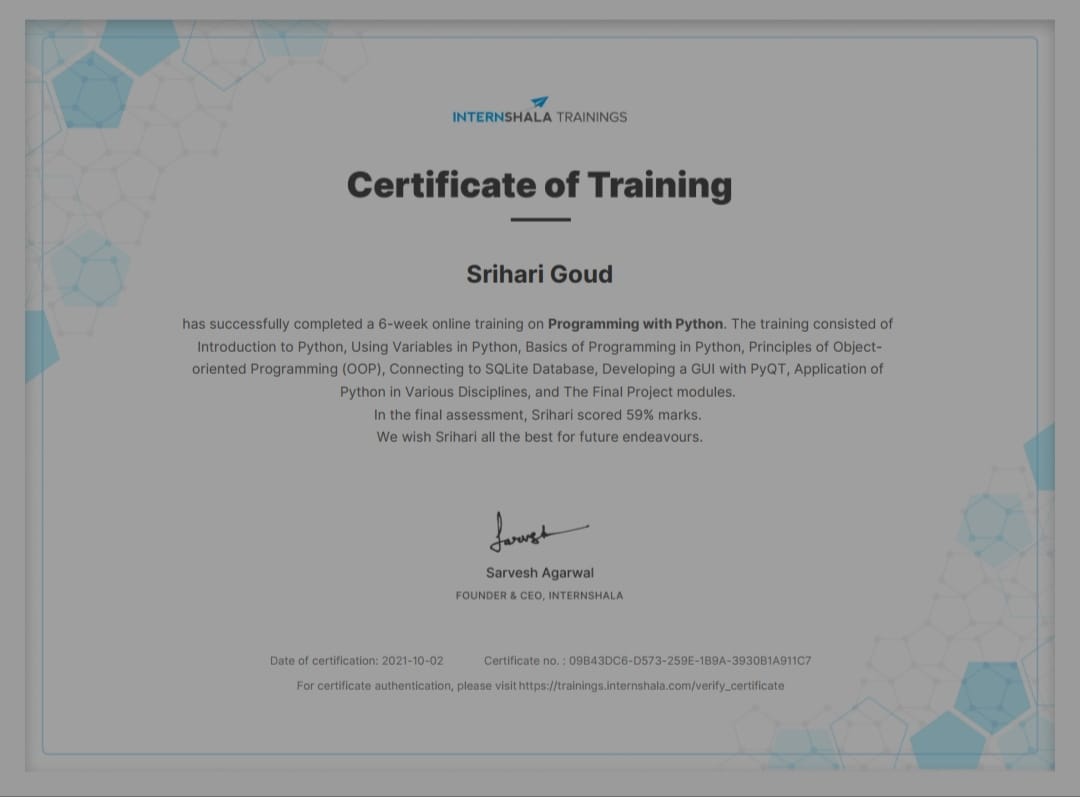 INTERNSHALA TRAININGS
Certificate of Training
Srihari Goud
has successfully completed a 6-week online training on Programming with Python. The training consisted of
Introduction to Python, Using Variables in Python, Basics of Programming in Python, Principles of Object-
oriented Programming (OOP), Connecting to SQLite Database, Developing a GUI with PyQT, Application of
Python in Various Disciplines, and The Final Project modules.
In the final assessment, Srihari scored 59% marks.
We wish Srihari all the best for future endeavours.
Sarvesh
Sarvesh Agarwal
FOUNDER & CEO, INTERNSHALA
Date of certification: 2021-10-02 Certificate no. : 09B43DC6-D573-259E-1B9A-3930B1A911C7
For certificate authentication, please visit https://trainings.internshala.com/verify_certificate